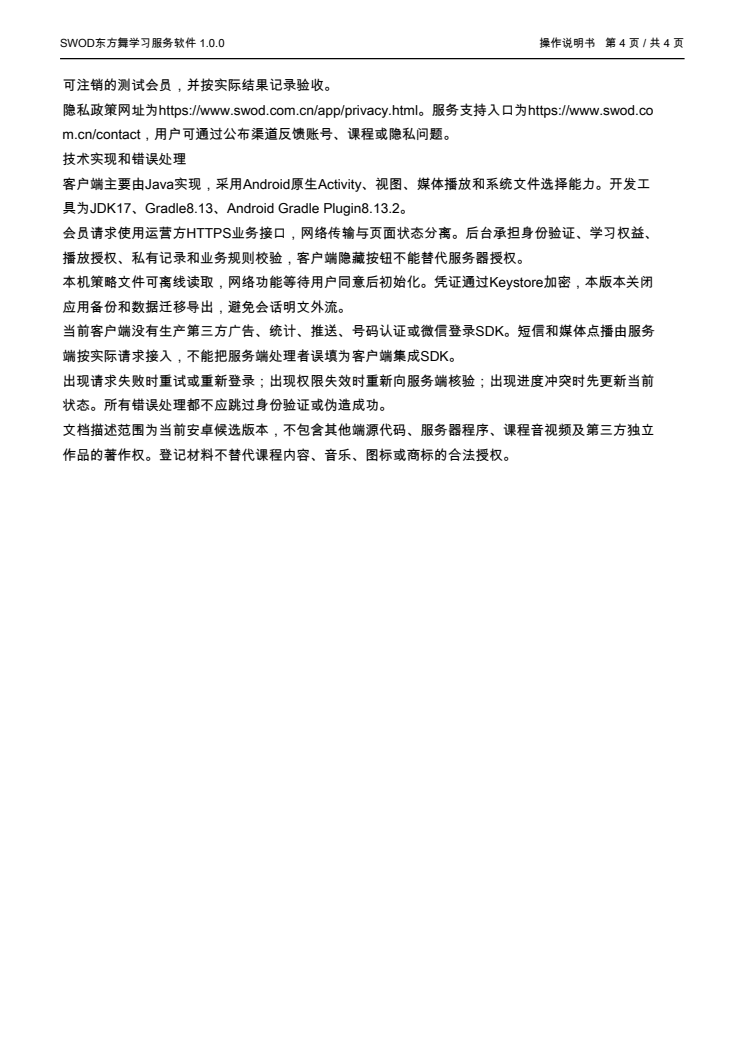 SWOD东方舞学习服务软件 1.0.0
操作说明书 第 4 页 / 共 4 页
可注销的测试会员，并按实际结果记录验收。
隐私政策网址为https://www.swod.com.cn/app/privacy.html。服务支持入口为https://www.swod.co
m.cn/contact，用户可通过公布渠道反馈账号、课程或隐私问题。
技术实现和错误处理
客户端主要由Java实现，采用Android原生Activity、视图、媒体播放和系统文件选择能力。开发工
具为JDK17、Gradle8.13、Android Gradle Plugin8.13.2。
会员请求使用运营方HTTPS业务接口，网络传输与页面状态分离。后台承担身份验证、学习权益、
播放授权、私有记录和业务规则校验，客户端隐藏按钮不能替代服务器授权。
本机策略文件可离线读取，网络功能等待用户同意后初始化。凭证通过Keystore加密，本版本关闭
应用备份和数据迁移导出，避免会话明文外流。
当前客户端没有生产第三方广告、统计、推送、号码认证或微信登录SDK。短信和媒体点播由服务
端按实际请求接入，不能把服务端处理者误填为客户端集成SDK。
出现请求失败时重试或重新登录；出现权限失效时重新向服务端核验；出现进度冲突时先更新当前
状态。所有错误处理都不应跳过身份验证或伪造成功。
文档描述范围为当前安卓候选版本，不包含其他端源代码、服务器程序、课程音视频及第三方独立
作品的著作权。登记材料不替代课程内容、音乐、图标或商标的合法授权。